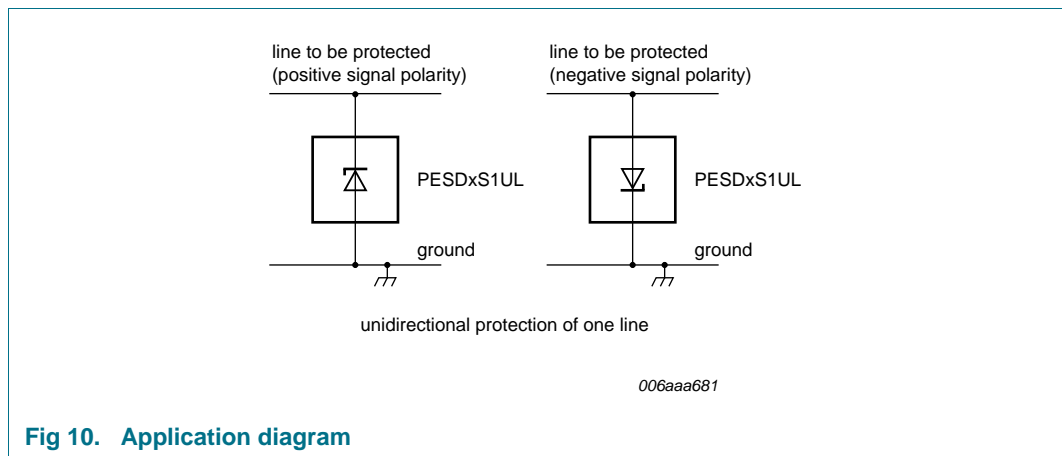 line to be protected
(positive signal polarity)
PESDxS1UL
ground
line to be protected
(negative signal polarity)
PESDxS1UL
ground
unidirectional protection of one line
006aaa681
Fig 10. Application diagram